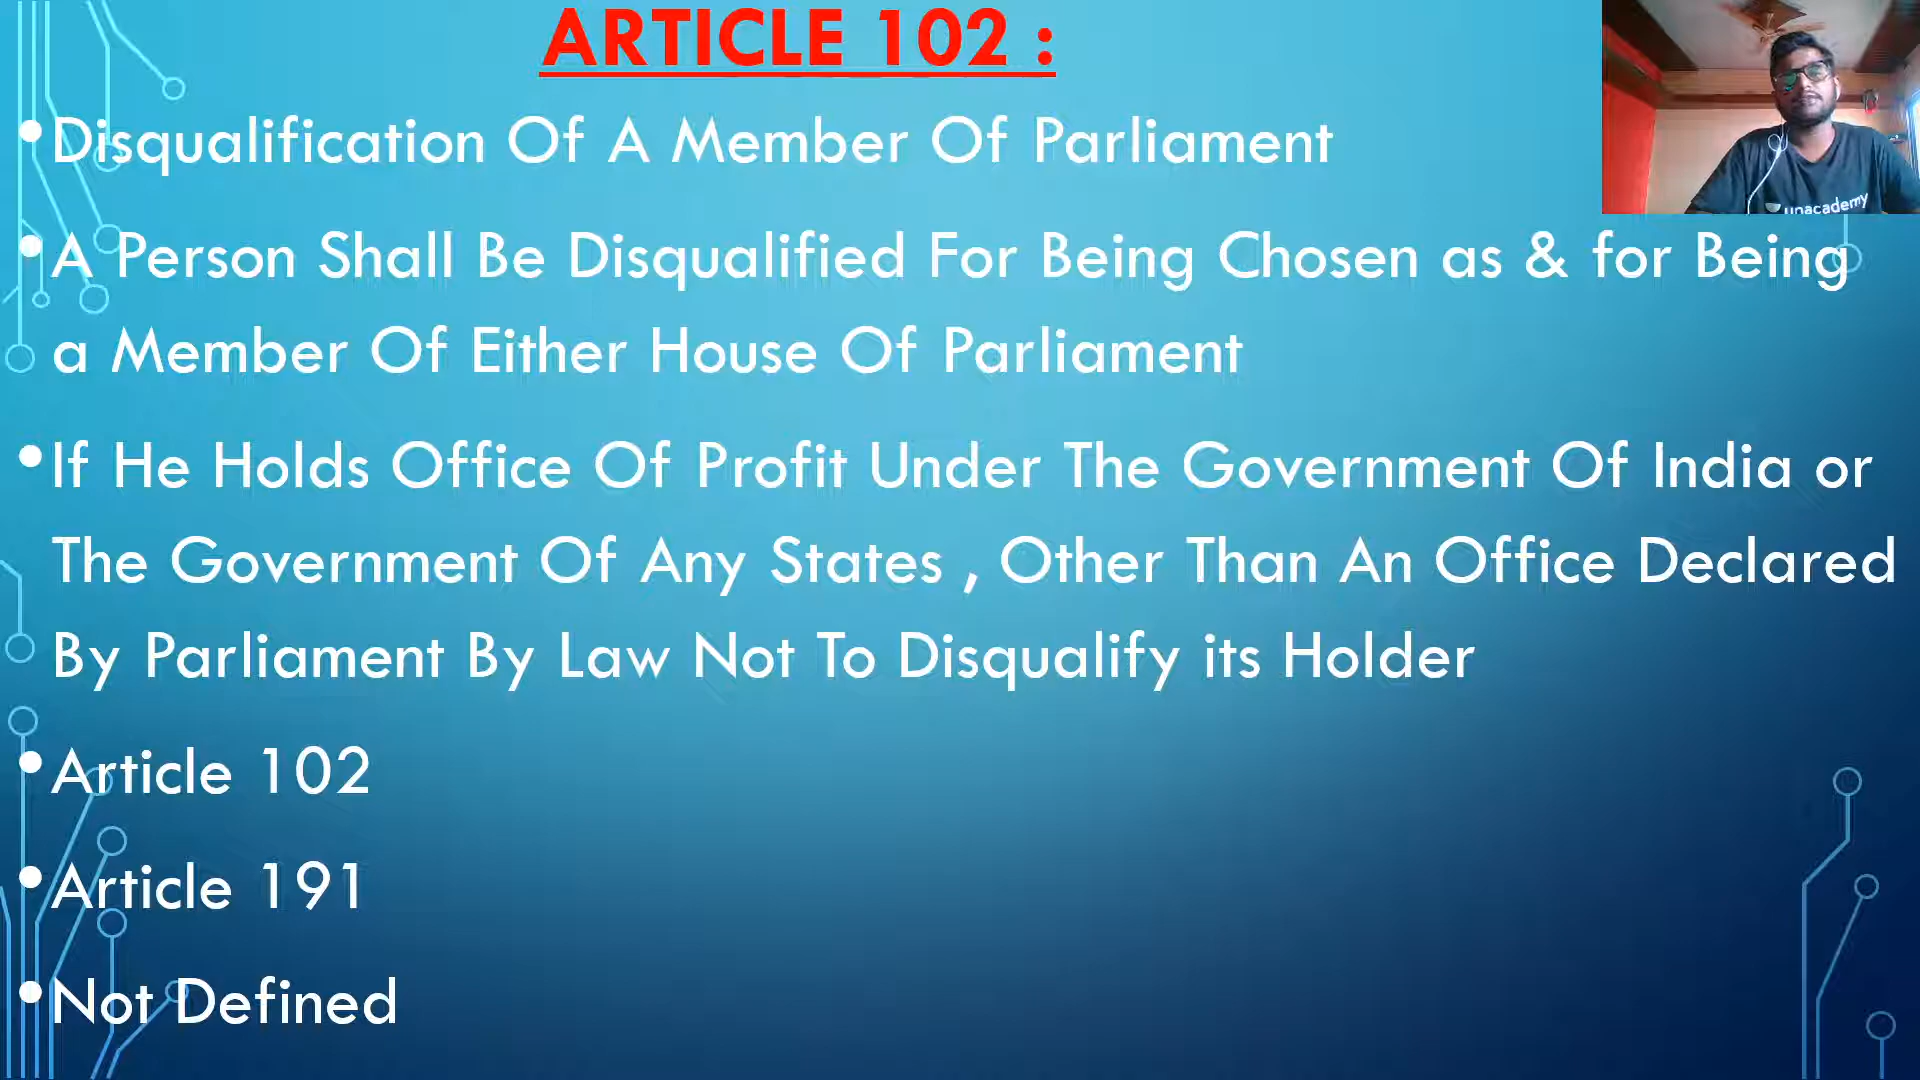 ARTICLE 102 :
• Disqualification Of A Member Of Parliament
• A Person Shall Be Disqualified For Being Chosen as & for Being
a Member Of Either House Of Parliament
• If He Holds Office Of Profit Under The Government Of India or
The Government Of Any States , Other Than An Office Declared
By Parliament By Law Not To Disqualify its Holder
• Article 102
• Article 191
• Not Defined
unacademy